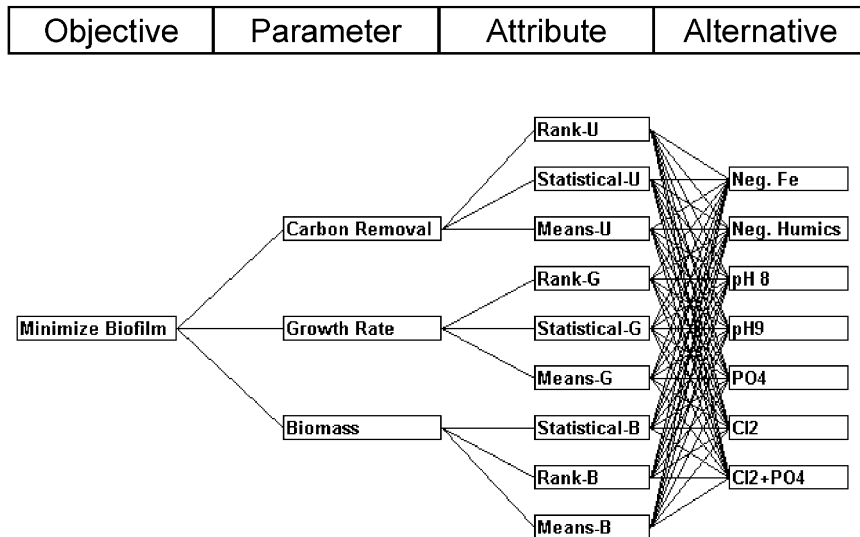 Objective Parameter Attribute Alternative
Rank-U
Statistical-U
Neg. Fe
Carbon Removal
Means-U
Neg. Humics
Rank-G
pH 8
Minimize Biofilm
Growth Rate
Statistical-G
pH9
Means-G
PO4
Biomass
Statistical-B
Cl2
Rank-B
Cl2+PO4
Means-B